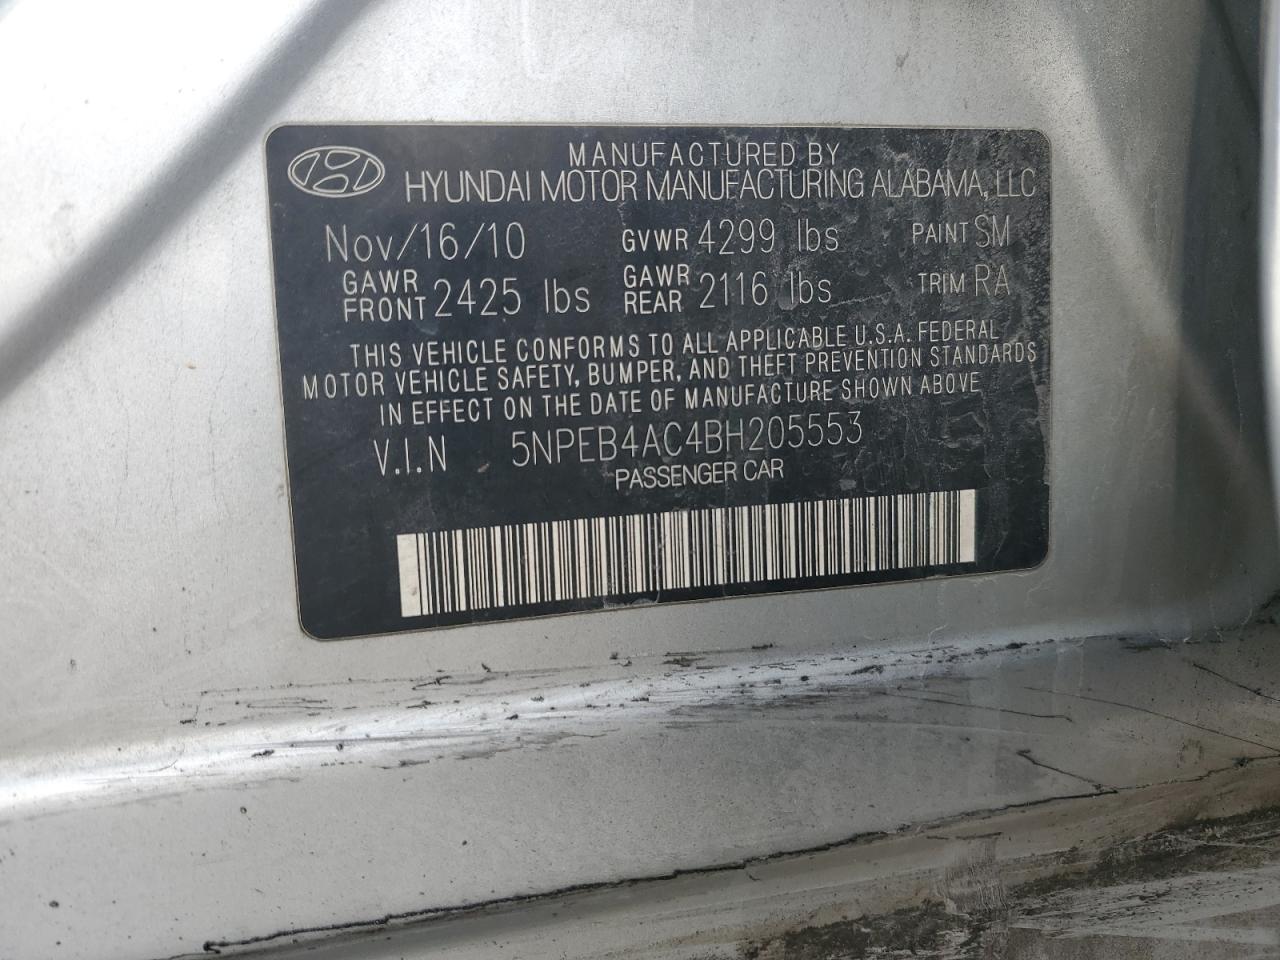 MANUFACTURED BY
HYUNDAI MOTOR MANUFACTURING ALABAMA, LLC
Nov/16/10 GVWR 4299 lbs PAINT SM
GAWR FRONT 2425 lbs GAWR REAR 2116 lbs TRIM RA
THIS VEHICLE CONFORMS TO ALL APPLICABLE U.S.A. FEDERAL
MOTOR VEHICLE SAFETY, BUMPER, AND THEFT PREVENTION STANDARDS
IN EFFECT ON THE DATE OF MANUFACTURE SHOWN ABOVE
V.I.N 5NPEB4AC4BH205553
PASSENGER CAR